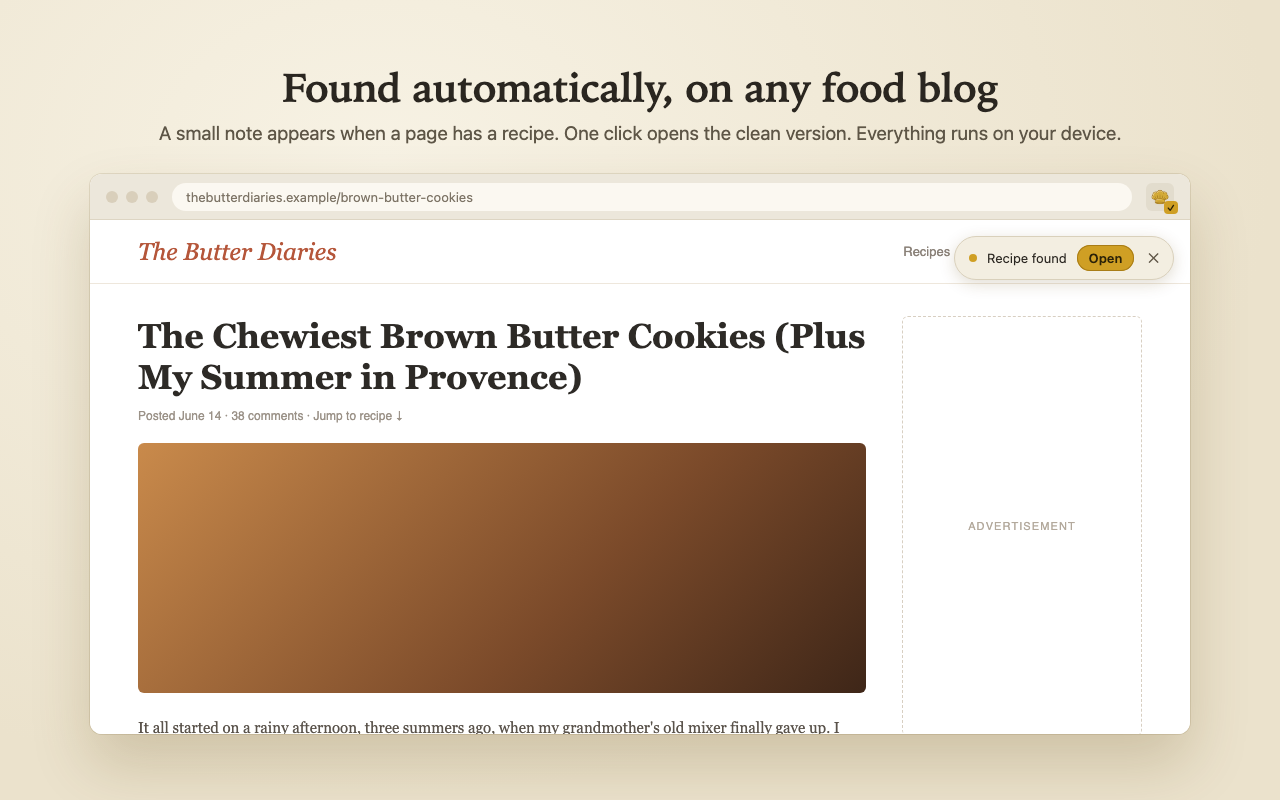 Found automatically, on any food blog
A small note appears when a page has a recipe. One click opens the clean version. Everything runs on your device.
thebutterdiaries.example/brown-butter-cookies
The Butter Diaries
Recipes
Recipe found
Open
The Chewiest Brown Butter Cookies (Plus
My Summer in Provence)
Posted June 14 · 38 comments · Jump to recipe ↓
ADVERTISEMENT
It all started on a rainy afternoon, three summers ago, when my grandmother's old mixer finally gave up. I